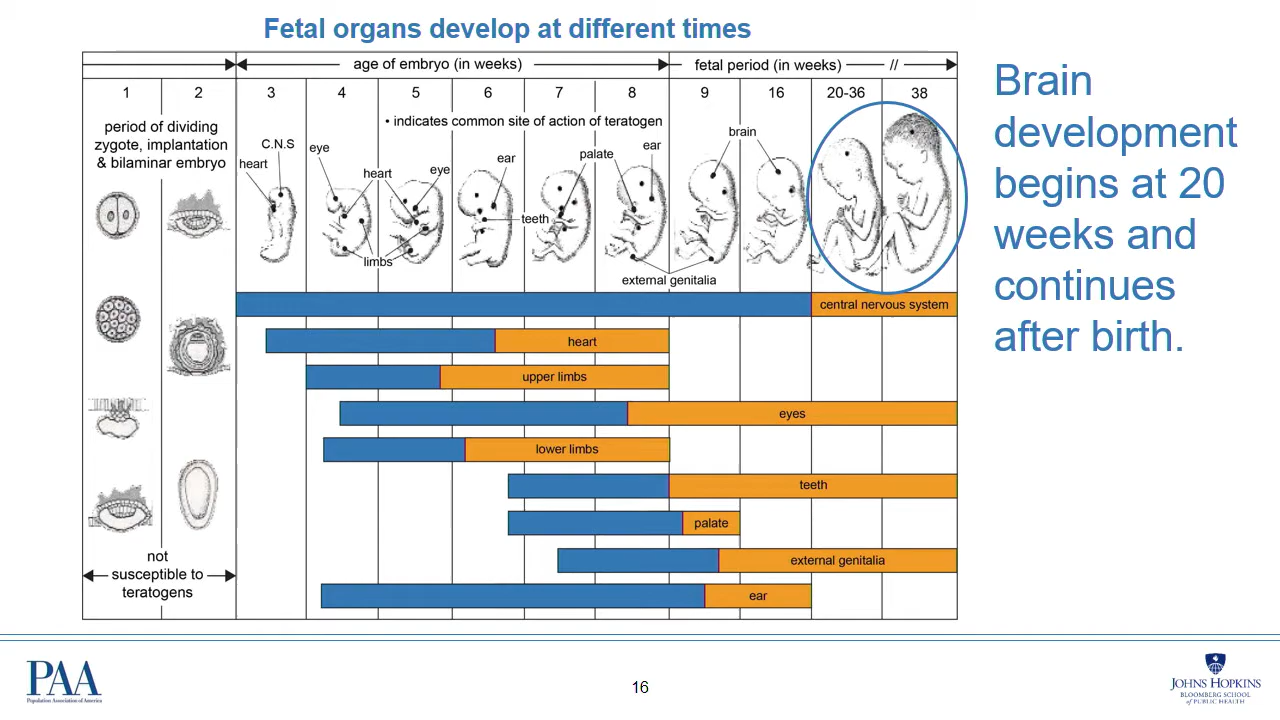 Fetal organs develop at different times
age of embryo (in weeks)
fetal period (in weeks)
//
1
2
3
4
5
6
7
8
9
16
20-36
38
period of dividing
zygote, implantation
& bilaminar embryo
• indicates common site of action of teratogen
C.N.S
heart
eye
heart
limbs
eye
ear
teeth
palate
ear
brain
external genitalia
central nervous system
heart
upper limbs
eyes
lower limbs
teeth
palate
external genitalia
ear
not
susceptible to
teratogens
Brain
development
begins at 20
weeks and
continues
after birth.
PAA
Population Association of America
16
JOHNS HOPKINS
BLOOMBERG SCHOOL
of PUBLIC HEALTH